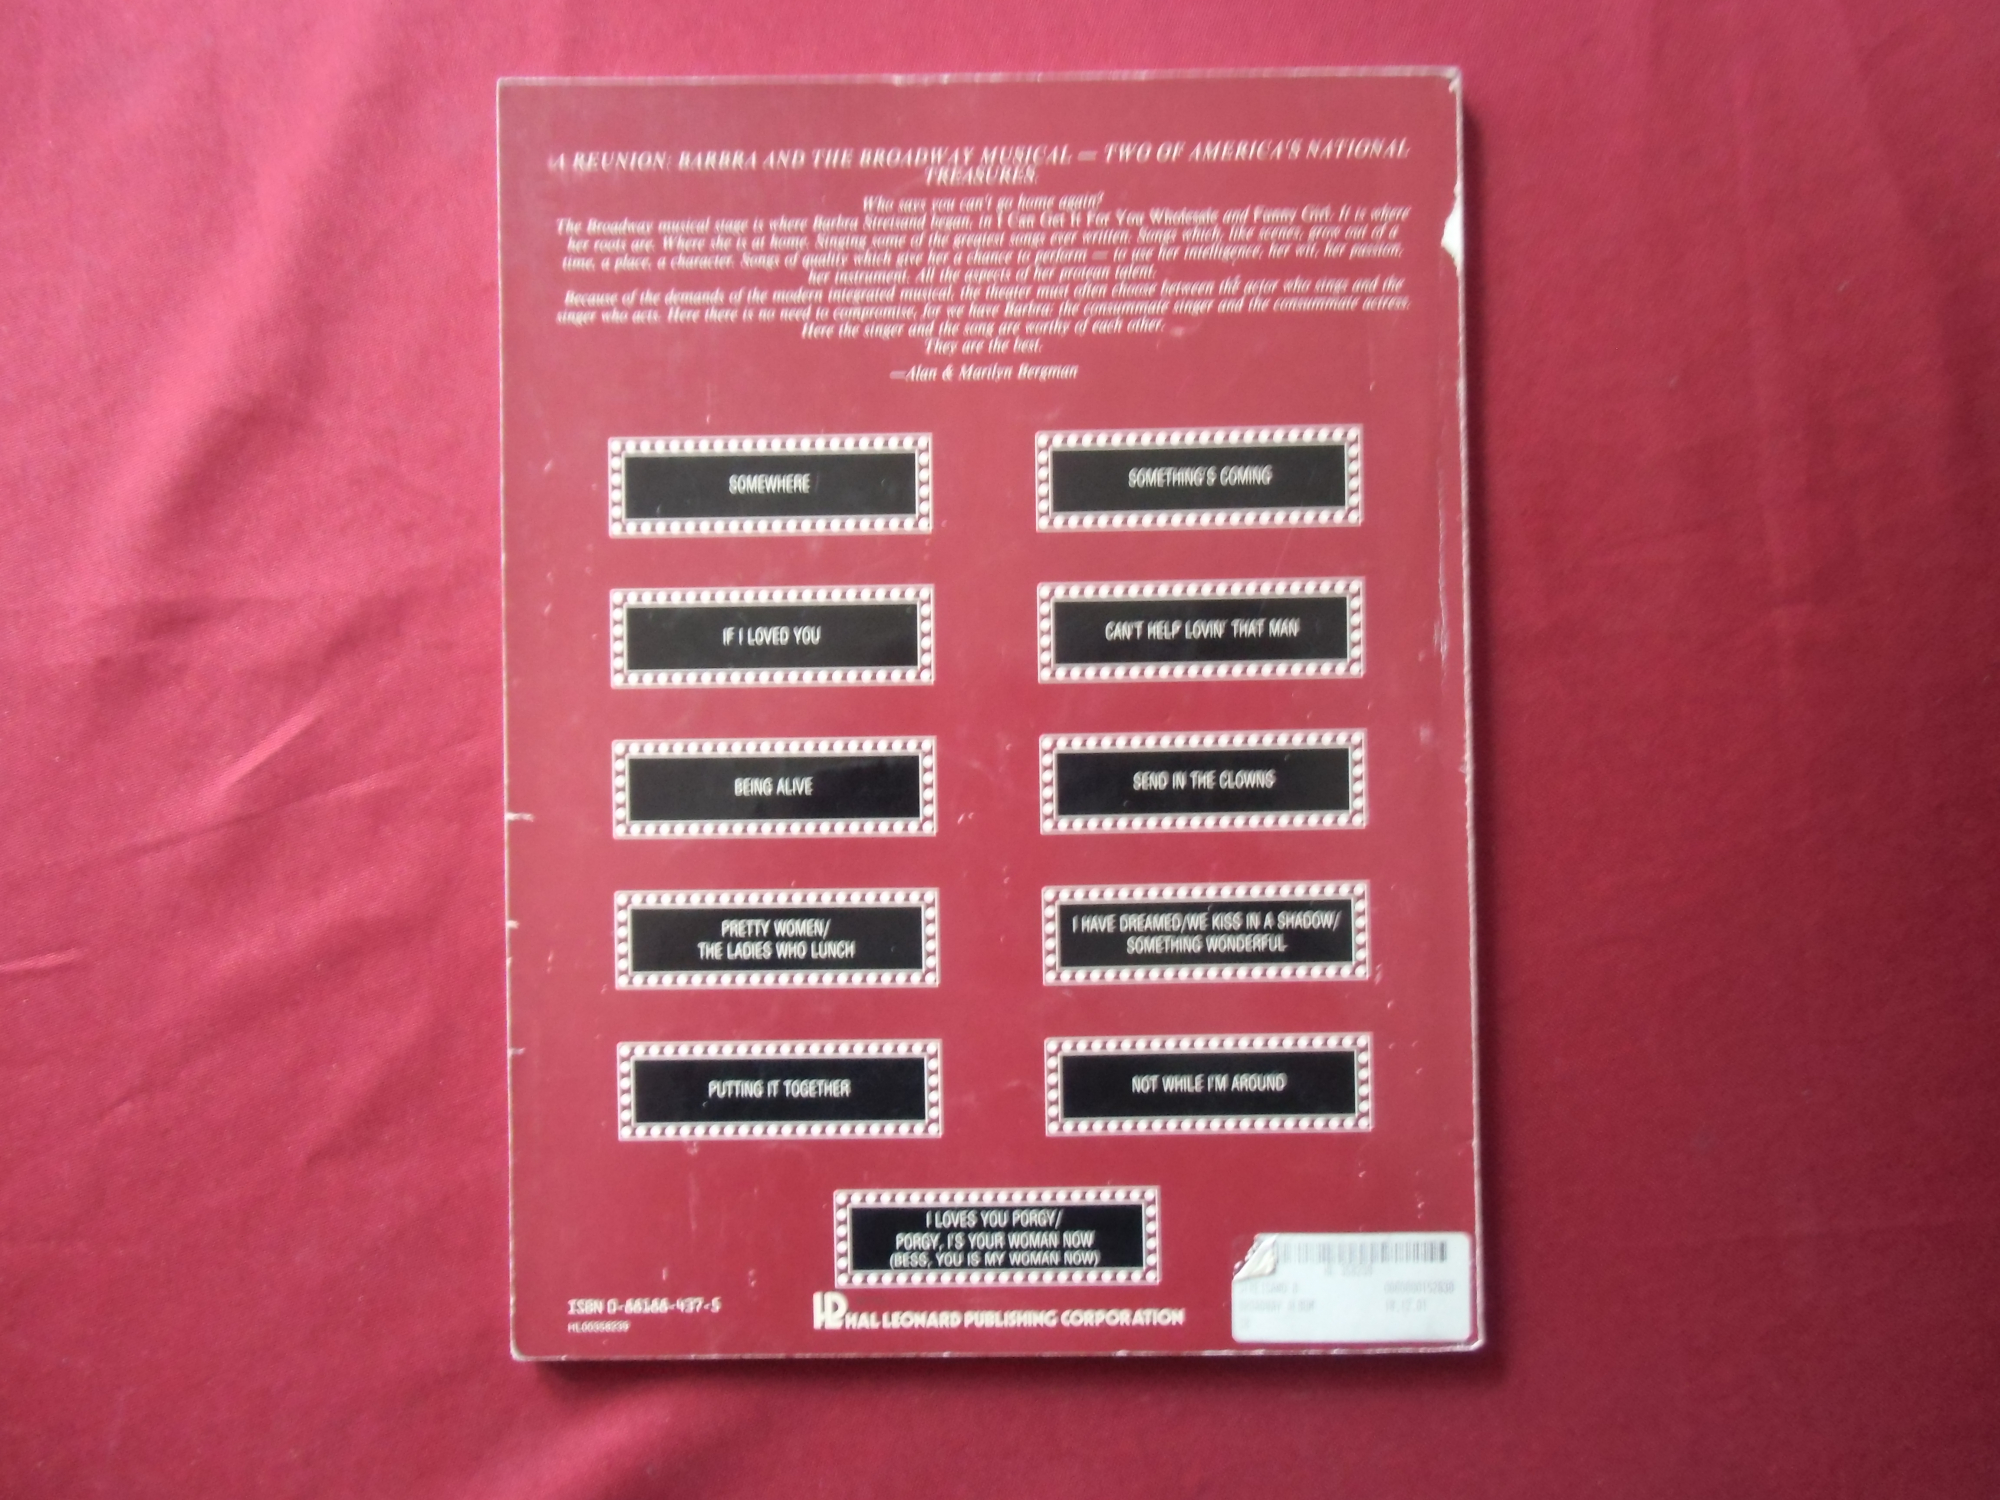 A REUNION: BARBRA AND THE BROADWAY MUSICAL — TWO OF AMERICA'S NATIONAL
TREASURES.
Who says you can't go home again?
The Broadway musical stage is where Barbra Streisand began, in I Can Get It For You Wholesale and Funny Girl. It is where
her roots are. Where she is at home. Singing some of the greatest songs ever written. Songs which, like scenes, grow out of a
time, a place, a character. Songs of quality which give her a chance to perform — to use her intelligence, her wit, her passion,
her instrument. All the aspects of her protean talent.
Because of the demands of the modern integrated musical, the theater must often choose between the actor who sings and the
singer who acts. Here there is no need to compromise, for we have Barbra: the consummate singer and the consummate actress.
Here the singer and the song are worthy of each other.
They are the best.
—Alan & Marilyn Bergman
SOMEWHERE
SOMETHING'S COMING
IF I LOVED YOU
CAN'T HELP LOVIN' THAT MAN
BEING ALIVE
SEND IN THE CLOWNS
PRETTY WOMEN/
THE LADIES WHO LUNCH
I HAVE DREAMED/WE KISS IN A SHADOW/
SOMETHING WONDERFUL
PUTTING IT TOGETHER
NOT WHILE I'M AROUND
I LOVES YOU PORGY/
PORGY, I'S YOUR WOMAN NOW
(BESS, YOU IS MY WOMAN NOW)
ISBN 0-88188-437-5
HL00358239
HAL LEONARD PUBLISHING CORPORATION